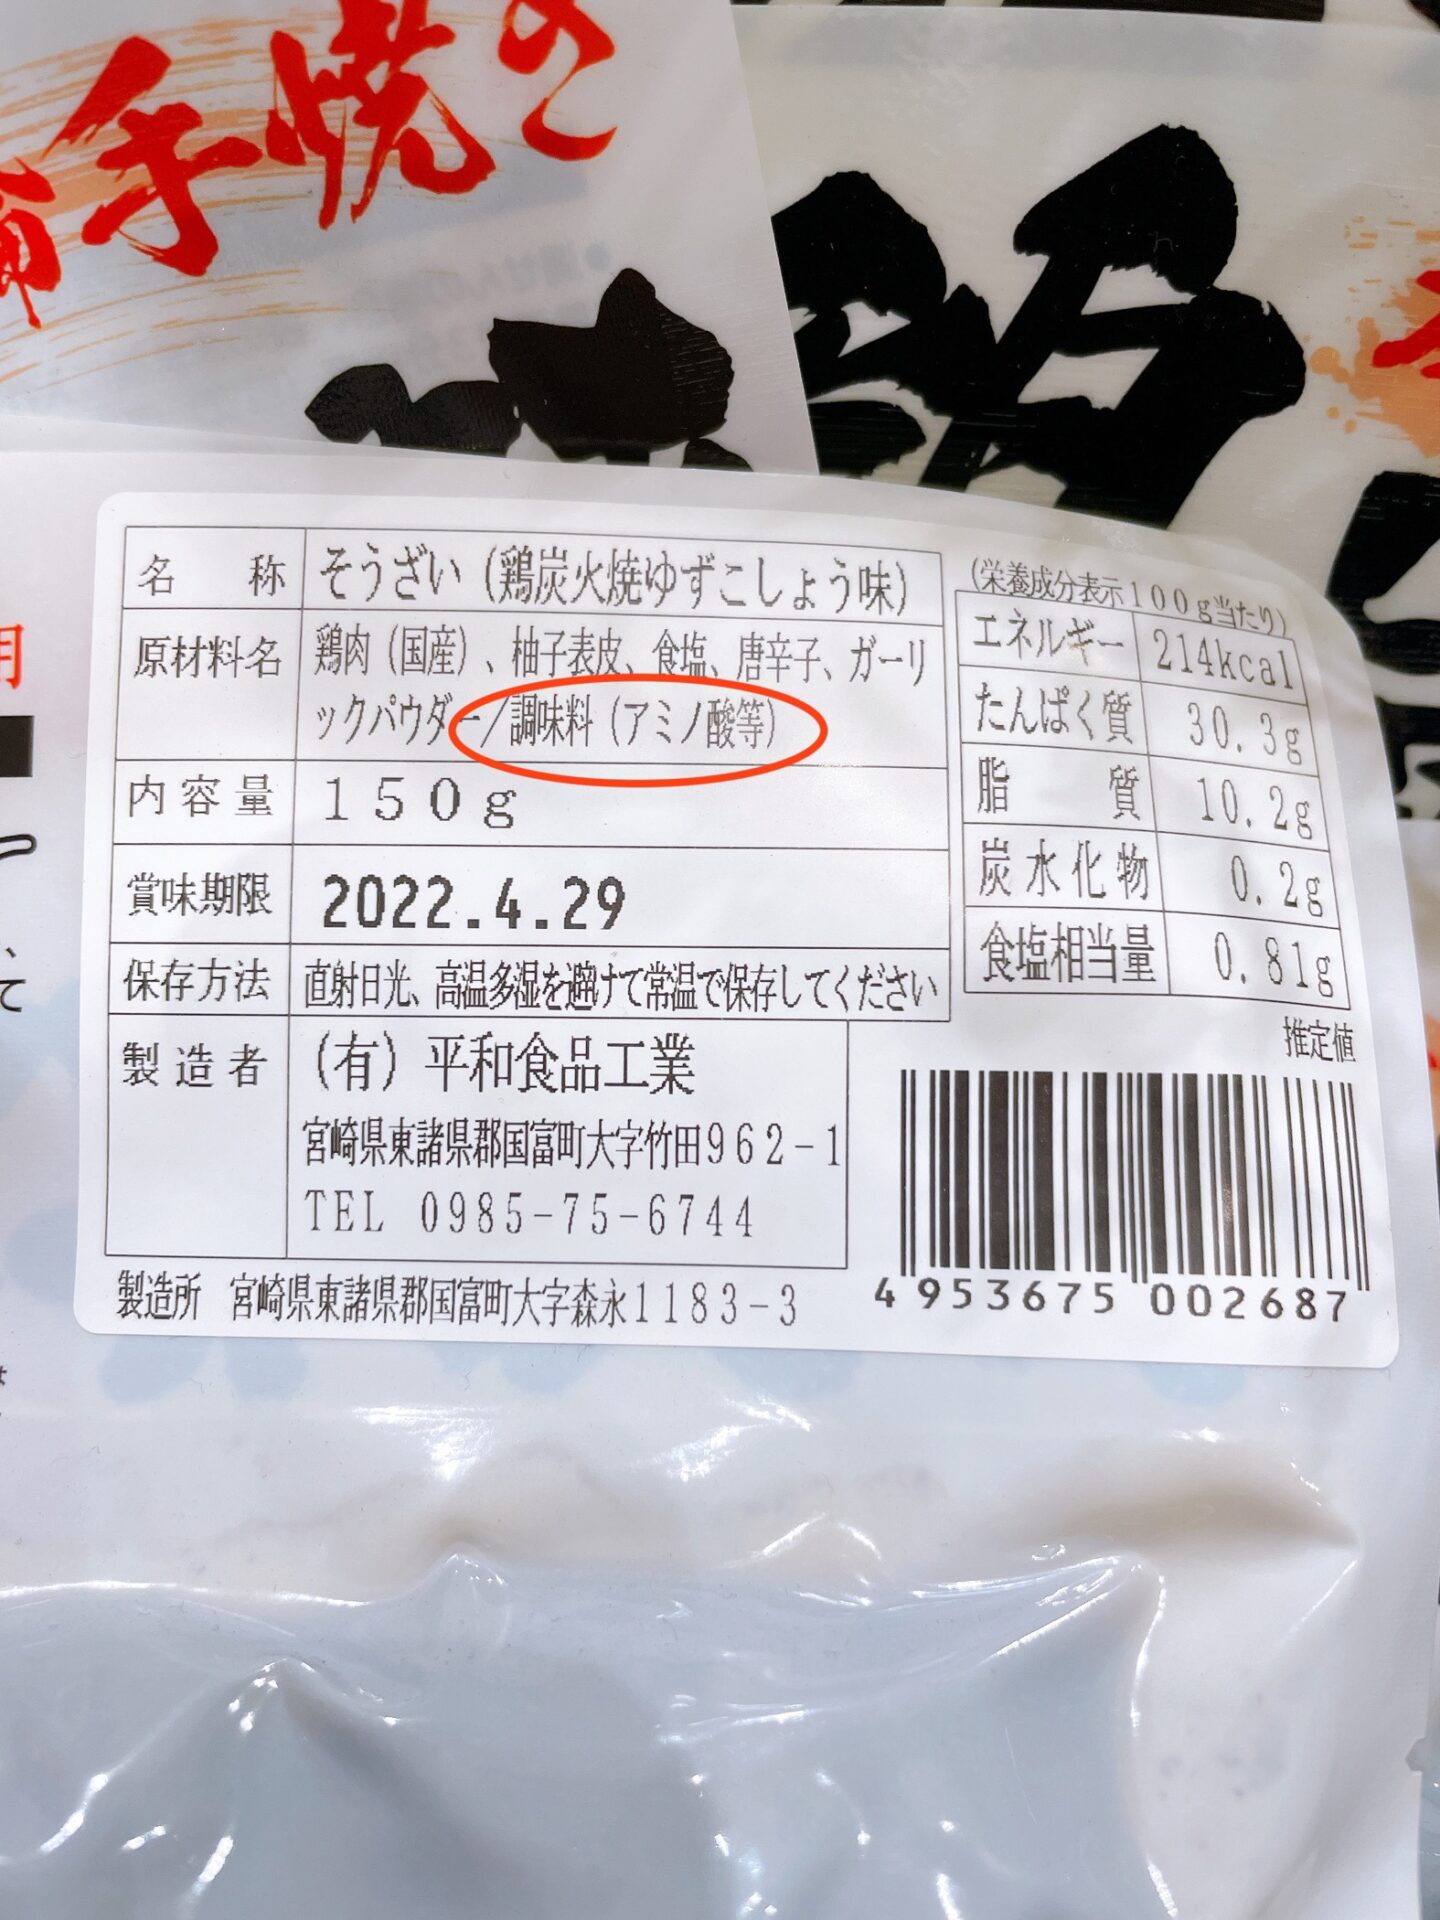 手焼き
名称 そうざい（鶏炭火焼ゆずこしょう味）
原材料名 鶏肉（国産）、柚子表皮、食塩、唐辛子、ガーリ
ックパウダー/調味料（アミノ酸等）
内容量 150g
賞味期限 2022.4.29
保存方法 直射日光、高温多湿を避けて常温で保存してください
製造者 （有）平和食品工業
宮崎県東諸県郡国富町大字竹田962-1
TEL 0985-75-6744
製造所 宮崎県東諸県郡国富町大字森永1183-3
（栄養成分表示100g当たり）
エネルギー 214kcal
たんぱく質 30.3g
脂質 10.2g
炭水化物 0.2g
食塩相当量 0.81g
推定値
4953675002687